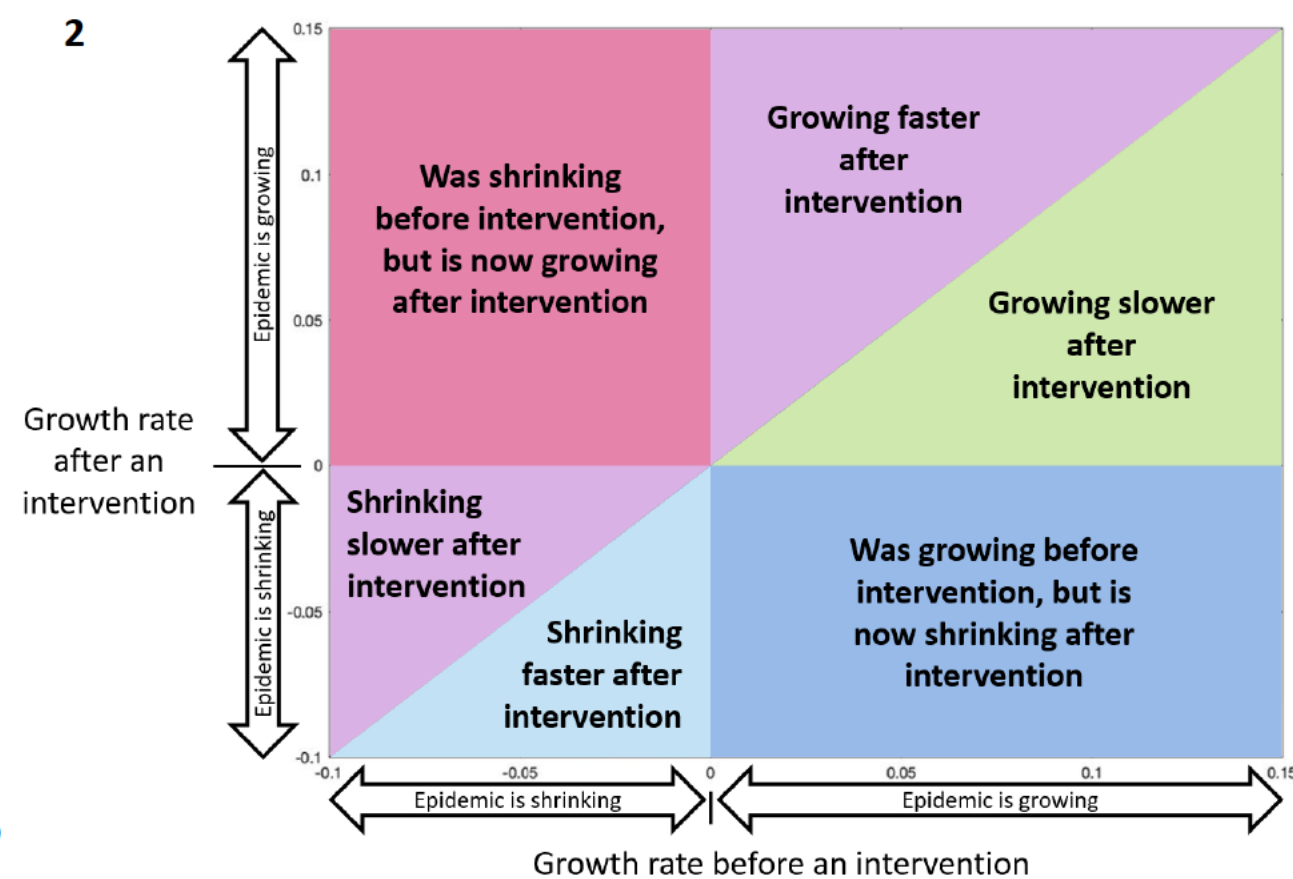 2
0.15
0.1
0.05
0
-0.05
-0.1
Epidemic is growing
Epidemic is shrinking
Growth rate
after an
intervention
Was shrinking
before intervention,
but is now growing
after intervention
Growing faster
after
intervention
Growing slower
after
intervention
Shrinking
slower after
intervention
Shrinking
faster after
intervention
Was growing before
intervention, but is
now shrinking after
intervention
-0.1
-0.05
0
0.05
0.1
0.15
Epidemic is shrinking
Epidemic is growing
Growth rate before an intervention